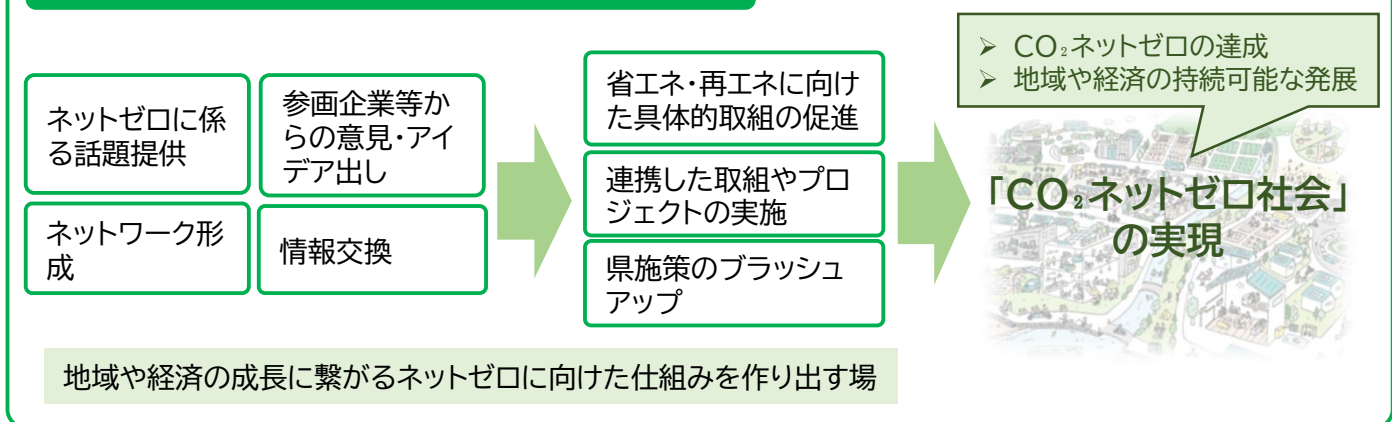 ネットゼロに係
る話題提供
参画企業等か
らの意見・アイ
デア出し
ネットワーク形
成
情報交換
省エネ・再エネに向け
た具体的取組の促進
連携した取組やプロ
ジェクトの実施
県施策のブラッシュ
アップ
➢ CO₂ネットゼロの達成
➢ 地域や経済の持続可能な発展
「CO₂ネットゼロ社会」
の実現
地域や経済の成長に繋がるネットゼロに向けた仕組みを作り出す場